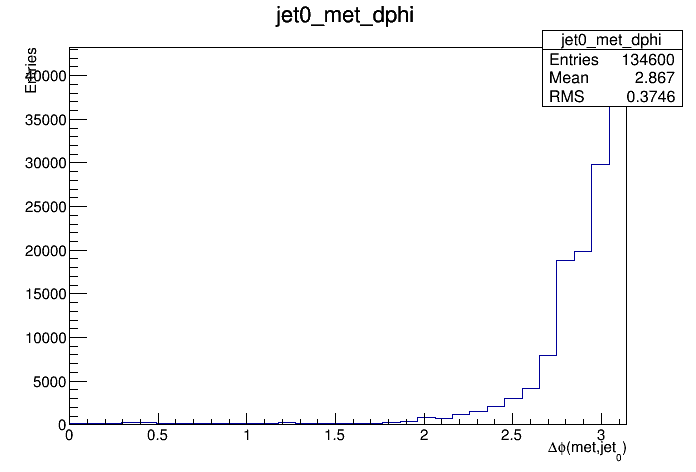 jet0_met_dphi
jet0_met_dphi
Entries 134600
Mean 2.867
RMS 0.3746
Entries
40000
35000
30000
25000
20000
15000
10000
5000
0
0 0.5 1 1.5 2 2.5 3
Δϕ(met,jet₀)